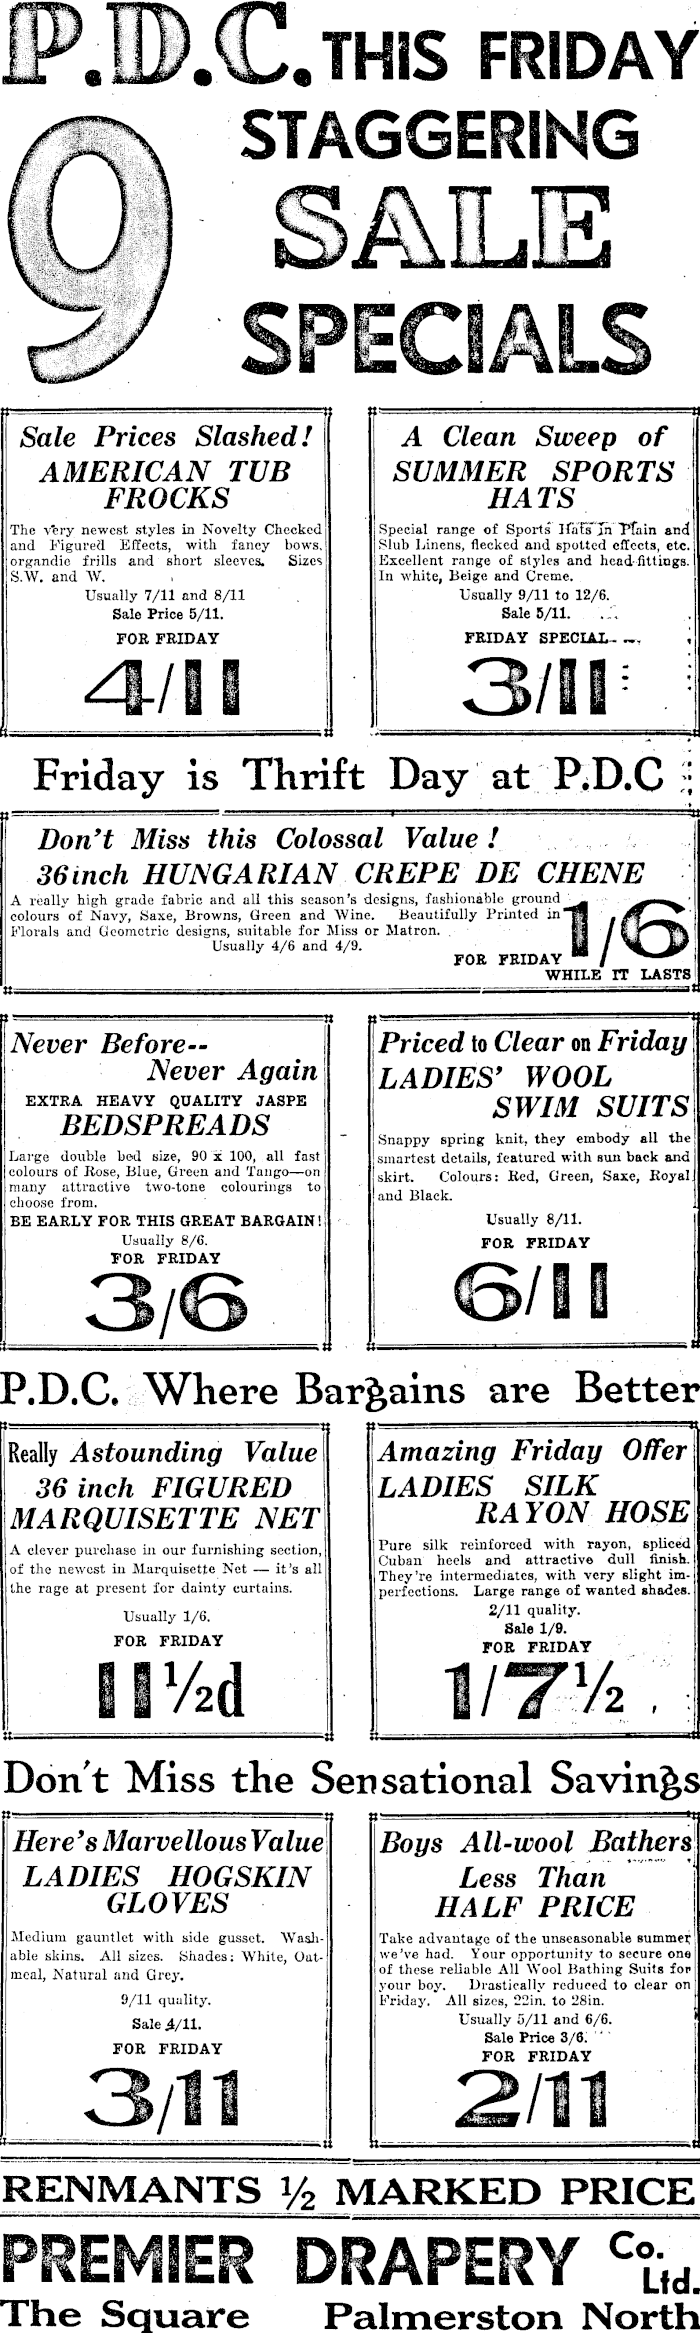 P.D.C. THIS FRIDAY
9
STAGGERING
SALE
SPECIALS
Sale Prices Slashed!
AMERICAN TUB
FROCKS
The very newest styles in Novelty Checked
and Figured Effects, with fancy bows,
organdie frills and short sleeves. Sizes
S.W. and W.
Usually 7/11 and 8/11
Sale Price 5/11.
FOR FRIDAY
4/11
A Clean Sweep of
SUMMER SPORTS
HATS
Special range of Sports Hats In Plain and
Slub Linens, flecked and spotted effects, etc.
Excellent range of styles and head-fittings.
In white, Beige and Creme.
Usually 9/11 to 12/6.
Sale 5/11.
FRIDAY SPECIAL
3/11
Friday is Thrift Day at P.D.C
Don't Miss this Colossal Value!
36 inch HUNGARIAN CREPE DE CHENE
A really high grade fabric and all this season's designs, fashionable ground
colours of Navy, Saxe, Browns, Green and Wine. Beautifully Printed in
Florals and Geometric designs, suitable for Miss or Matron.
Usually 4/6 and 4/9.
FOR FRIDAY 1/6
WHILE IT LASTS
Never Before--
Never Again
EXTRA HEAVY QUALITY JASPE
BEDSPREADS
Large double bed size, 90 x 100, all fast
colours of Rose, Blue, Green and Tango—on
many attractive two-tone colourings to
choose from.
BE EARLY FOR THIS GREAT BARGAIN!
Usually 8/6.
FOR FRIDAY
3/6
Priced to Clear on Friday
LADIES' WOOL
SWIM SUITS
Snappy spring knit, they embody all the
smartest details, featured with sun back and
skirt. Colours: Red, Green, Saxe, Royal
and Black.
Usually 8/11.
FOR FRIDAY
6/11
P.D.C. Where Bargains are Better
Really Astounding Value
36 inch FIGURED
MARQUISETTE NET
A clever purchase in our furnishing section,
of the newest in Marquisette Net — it's all
the rage at present for dainty curtains.
Usually 1/6.
FOR FRIDAY
11½d
Amazing Friday Offer
LADIES SILK
RAYON HOSE
Pure silk reinforced with rayon, spliced
Cuban heels and attractive dull finish.
They're intermediates, with very slight im-
perfections. Large range of wanted shades.
2/11 quality.
Sale 1/9.
FOR FRIDAY
1/7½
Don't Miss the Sensational Savings
Here's Marvellous Value
LADIES HOGSKIN
GLOVES
Medium gauntlet with side gusset. Wash-
able skins. All sizes. Shades: White, Oat-
meal, Natural and Grey.
9/11 quality.
Sale 4/11.
FOR FRIDAY
3/11
Boys All-wool Bathers
Less Than
HALF PRICE
Take advantage of the unseasonable summer
we've had. Your opportunity to secure one
of these reliable All Wool Bathing Suits for
your boy. Drastically reduced to clear on
Friday. All sizes, 22in. to 28in.
Usually 5/11 and 6/6.
Sale Price 3/6.
FOR FRIDAY
2/11
RENMANTS ½ MARKED PRICE
PREMIER DRAPERY Co. Ltd.
The Square Palmerston North